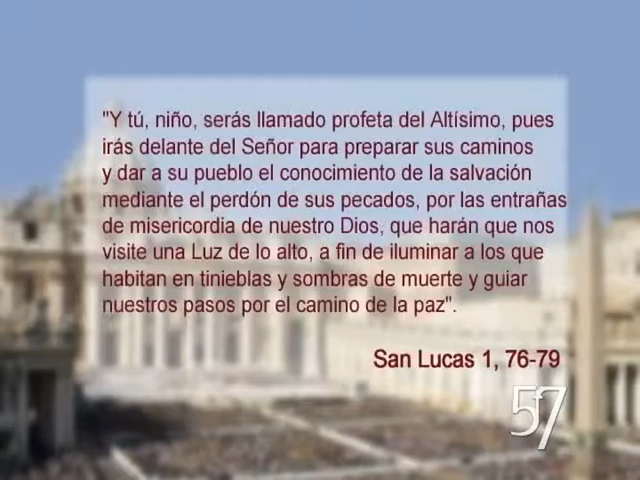 "Y tú, niño, serás llamado profeta del Altísimo, pues
irás delante del Señor para preparar sus caminos
y dar a su pueblo el conocimiento de la salvación
mediante el perdón de sus pecados, por las entrañas
de misericordia de nuestro Dios, que harán que nos
visite una Luz de lo alto, a fin de iluminar a los que
habitan en tinieblas y sombras de muerte y guiar
nuestros pasos por el camino de la paz".
San Lucas 1, 76-79
57